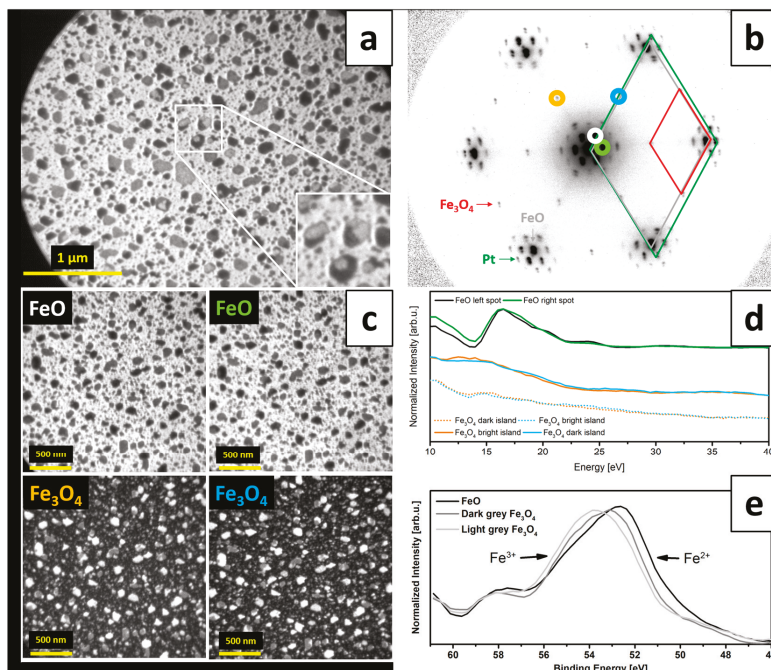 a
1 µm
b
Fe₃O₄
FeO
Pt
FeO
FeO
c
500 nm
500 nm
Fe₃O₄
Fe₃O₄
500 nm
500 nm
d
FeO left spot
FeO right spot
Normalized Intensity [arb.u.]
Fe₃O₄ dark island
Fe₃O₄ bright island
Fe₃O₄ bright island
Fe₃O₄ dark island
10 15 20 25 30 35 40
Energy [eV]
e
FeO
Dark grey Fe₃O₄
Light grey Fe₃O₄
Fe³⁺
Fe²⁺
Normalized Intensity [arb.u.]
60 58 56 54 52 50 48
Binding Energy [eV]